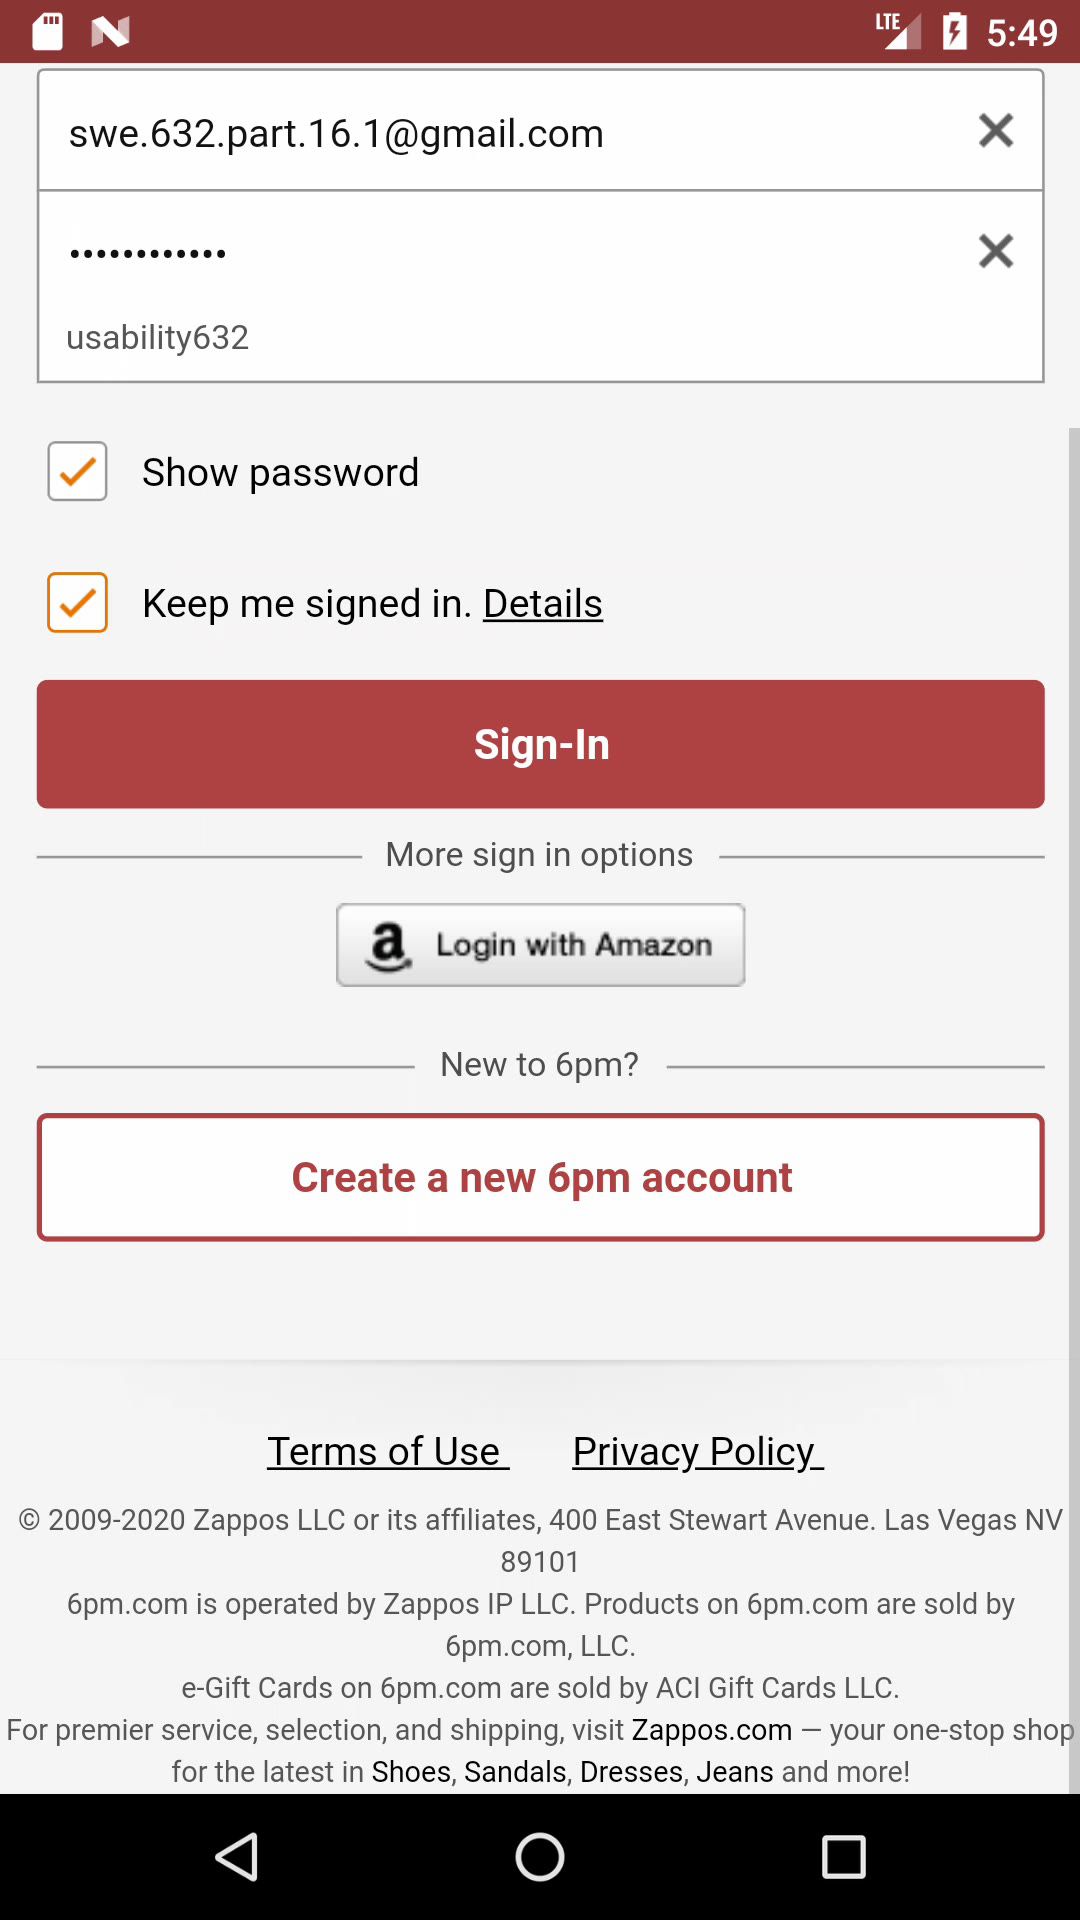 LTE 5:49
swe.632.part.16.1@gmail.com
••••••••••••
usability632
Show password
Keep me signed in. Details
Sign-In
More sign in options
a Login with Amazon
New to 6pm?
Create a new 6pm account
Terms of Use Privacy Policy
© 2009-2020 Zappos LLC or its affiliates, 400 East Stewart Avenue. Las Vegas NV
89101
6pm.com is operated by Zappos IP LLC. Products on 6pm.com are sold by
6pm.com, LLC.
e-Gift Cards on 6pm.com are sold by ACI Gift Cards LLC.
For premier service, selection, and shipping, visit Zappos.com — your one-stop shop
for the latest in Shoes, Sandals, Dresses, Jeans and more!